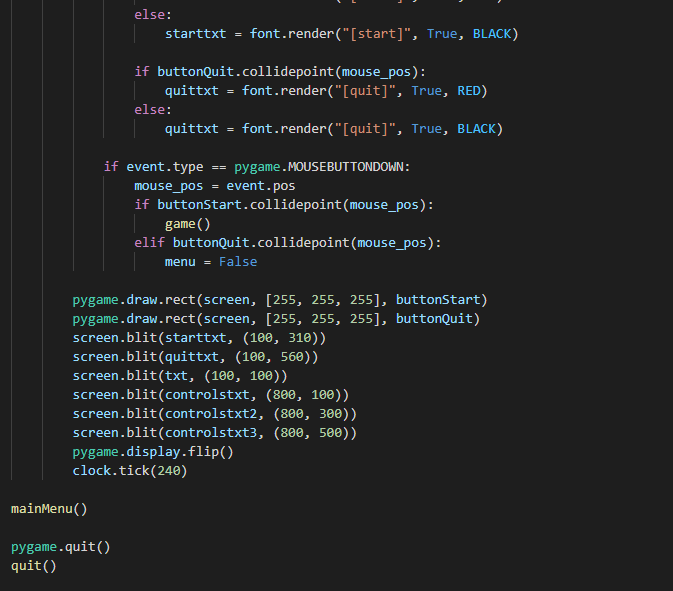 else:
starttxt = font.render("[start]", True, BLACK)
if buttonQuit.collidepoint(mouse_pos):
quittxt = font.render("[quit]", True, RED)
else:
quittxt = font.render("[quit]", True, BLACK)
if event.type == pygame.MOUSEBUTTONDOWN:
mouse_pos = event.pos
if buttonStart.collidepoint(mouse_pos):
game()
elif buttonQuit.collidepoint(mouse_pos):
menu = False
pygame.draw.rect(screen, [255, 255, 255], buttonStart)
pygame.draw.rect(screen, [255, 255, 255], buttonQuit)
screen.blit(starttxt, (100, 310))
screen.blit(quittxt, (100, 560))
screen.blit(txt, (100, 100))
screen.blit(controlstxt, (800, 100))
screen.blit(controlstxt2, (800, 300))
screen.blit(controlstxt3, (800, 500))
pygame.display.flip()
clock.tick(240)
mainMenu()
pygame.quit()
quit()